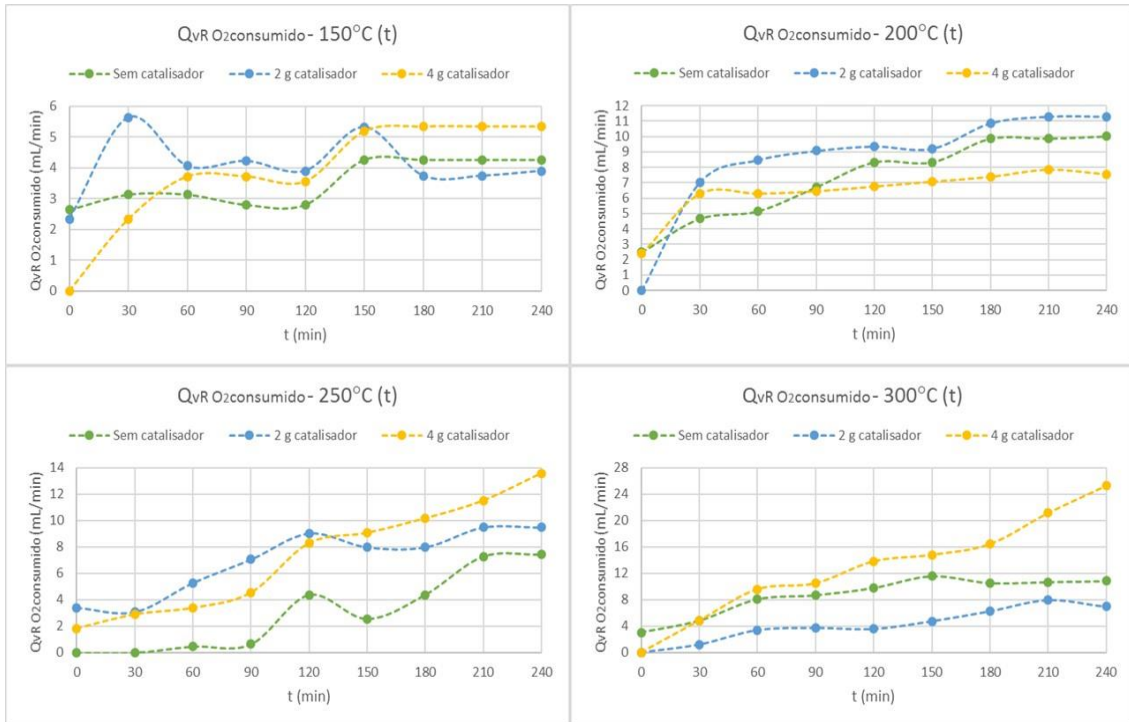 QvR O2consumido - 150°C (t)
Sem catalisador 2 g catalisador 4 g catalisador
QvR O2consumido (mL/min)
6
5
4
3
2
1
0
0 30 60 90 120 150 180 210 240
t (min)
QvR O2consumido - 200°C (t)
Sem catalisador 2 g catalisador 4 g catalisador
QvR O2consumido (mL/min)
12
11
10
9
8
7
6
5
4
3
2
1
0
0 30 60 90 120 150 180 210 240
t (min)
QvR O2consumido - 250°C (t)
Sem catalisador 2 g catalisador 4 g catalisador
QvR O2consumido (mL/min)
14
12
10
8
6
4
2
0
0 30 60 90 120 150 180 210 240
t (min)
QvR O2consumido - 300°C (t)
Sem catalisador 2 g catalisador 4 g catalisador
QvR O2consumido (mL/min)
28
24
20
16
12
8
4
0
0 30 60 90 120 150 180 210 240
t (min)